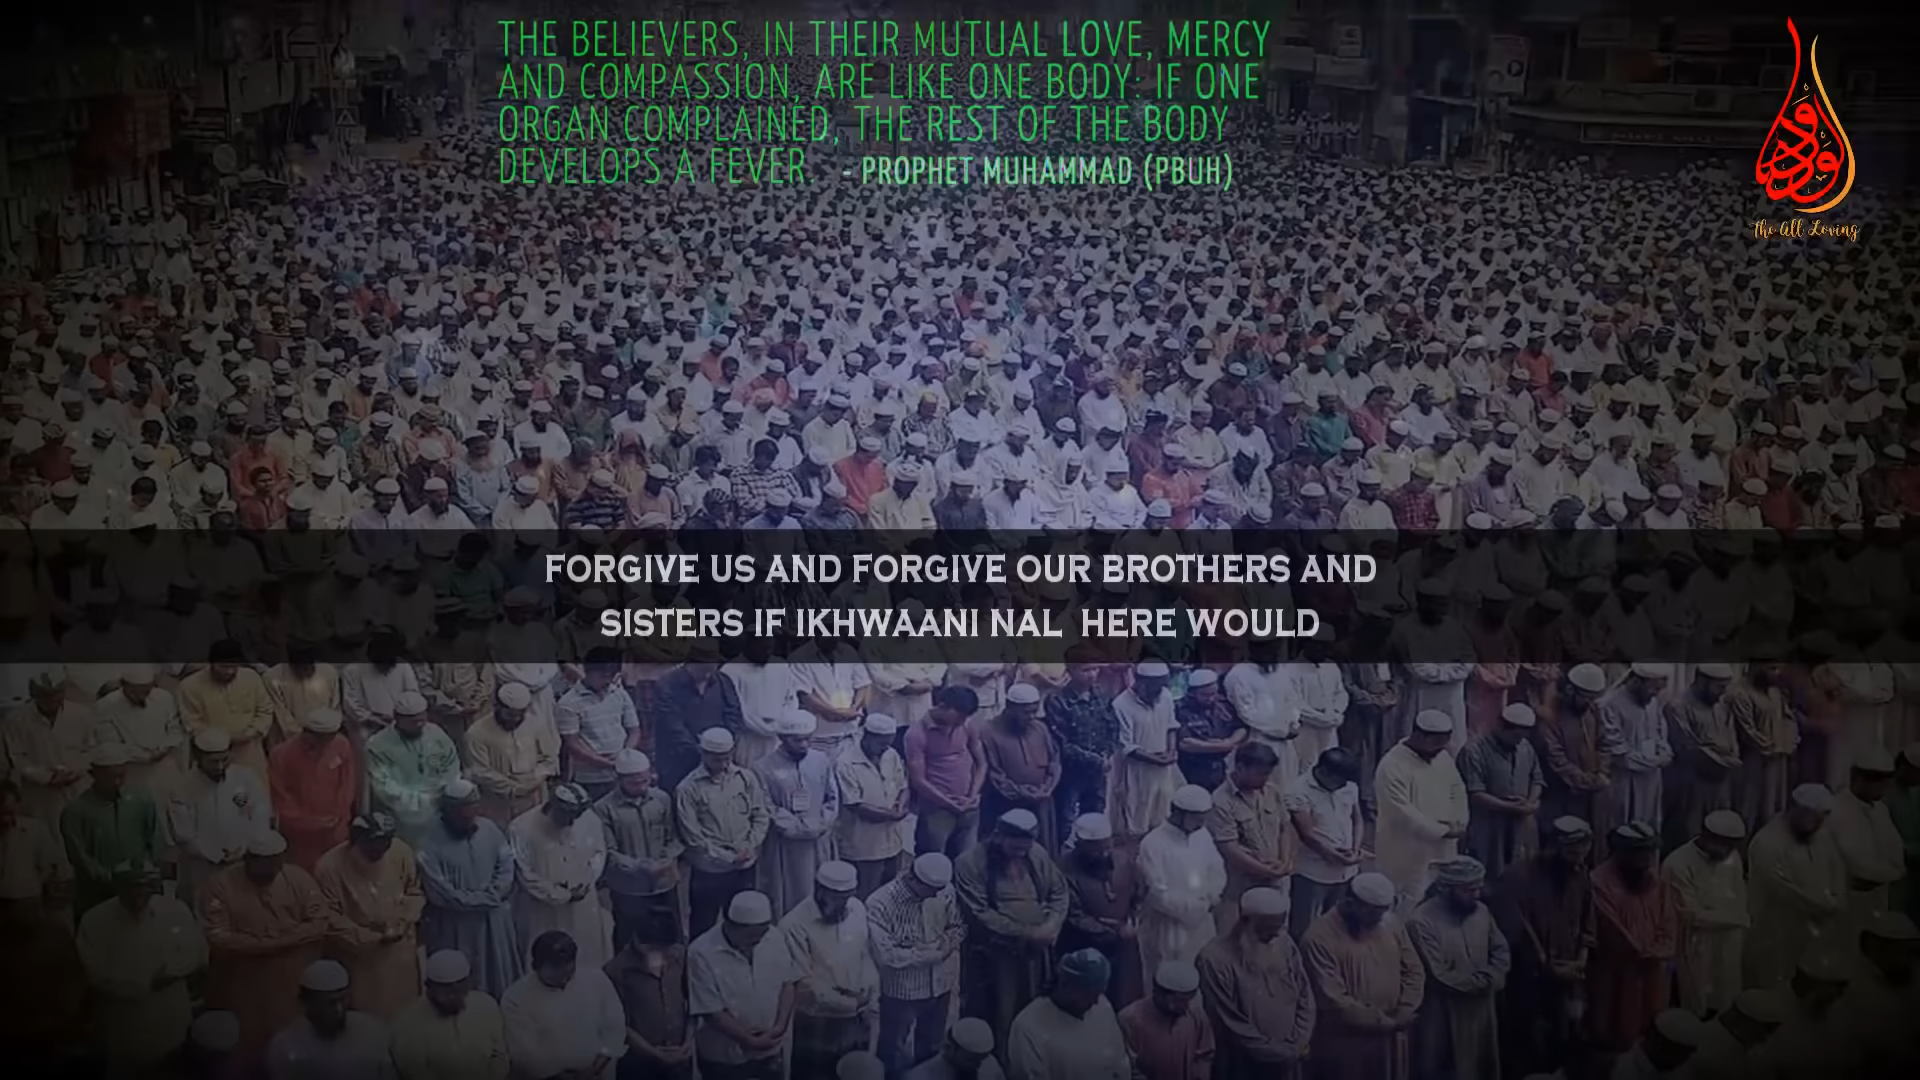 THE BELIEVERS, IN THEIR MUTUAL LOVE, MERCY
AND COMPASSION, ARE LIKE ONE BODY: IF ONE
ORGAN COMPLAINED, THE REST OF THE BODY
DEVELOPS A FEVER. - PROPHET MUHAMMAD (PBUH)
The All Loving
FORGIVE US AND FORGIVE OUR BROTHERS AND
SISTERS IF IKHWAANI NAL HERE WOULD